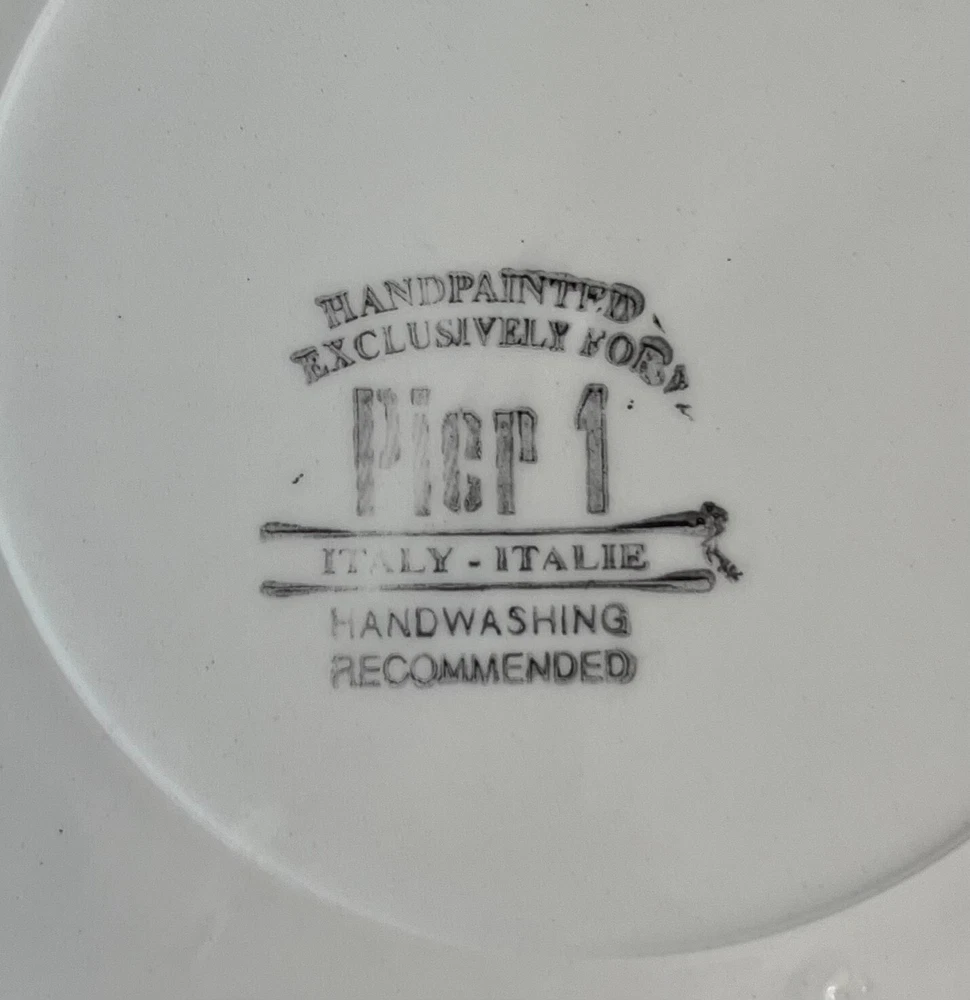 HANDPAINTED
EXCLUSIVELY FOR
Pier 1
ITALY - ITALIE
HANDWASHING
RECOMMENDED